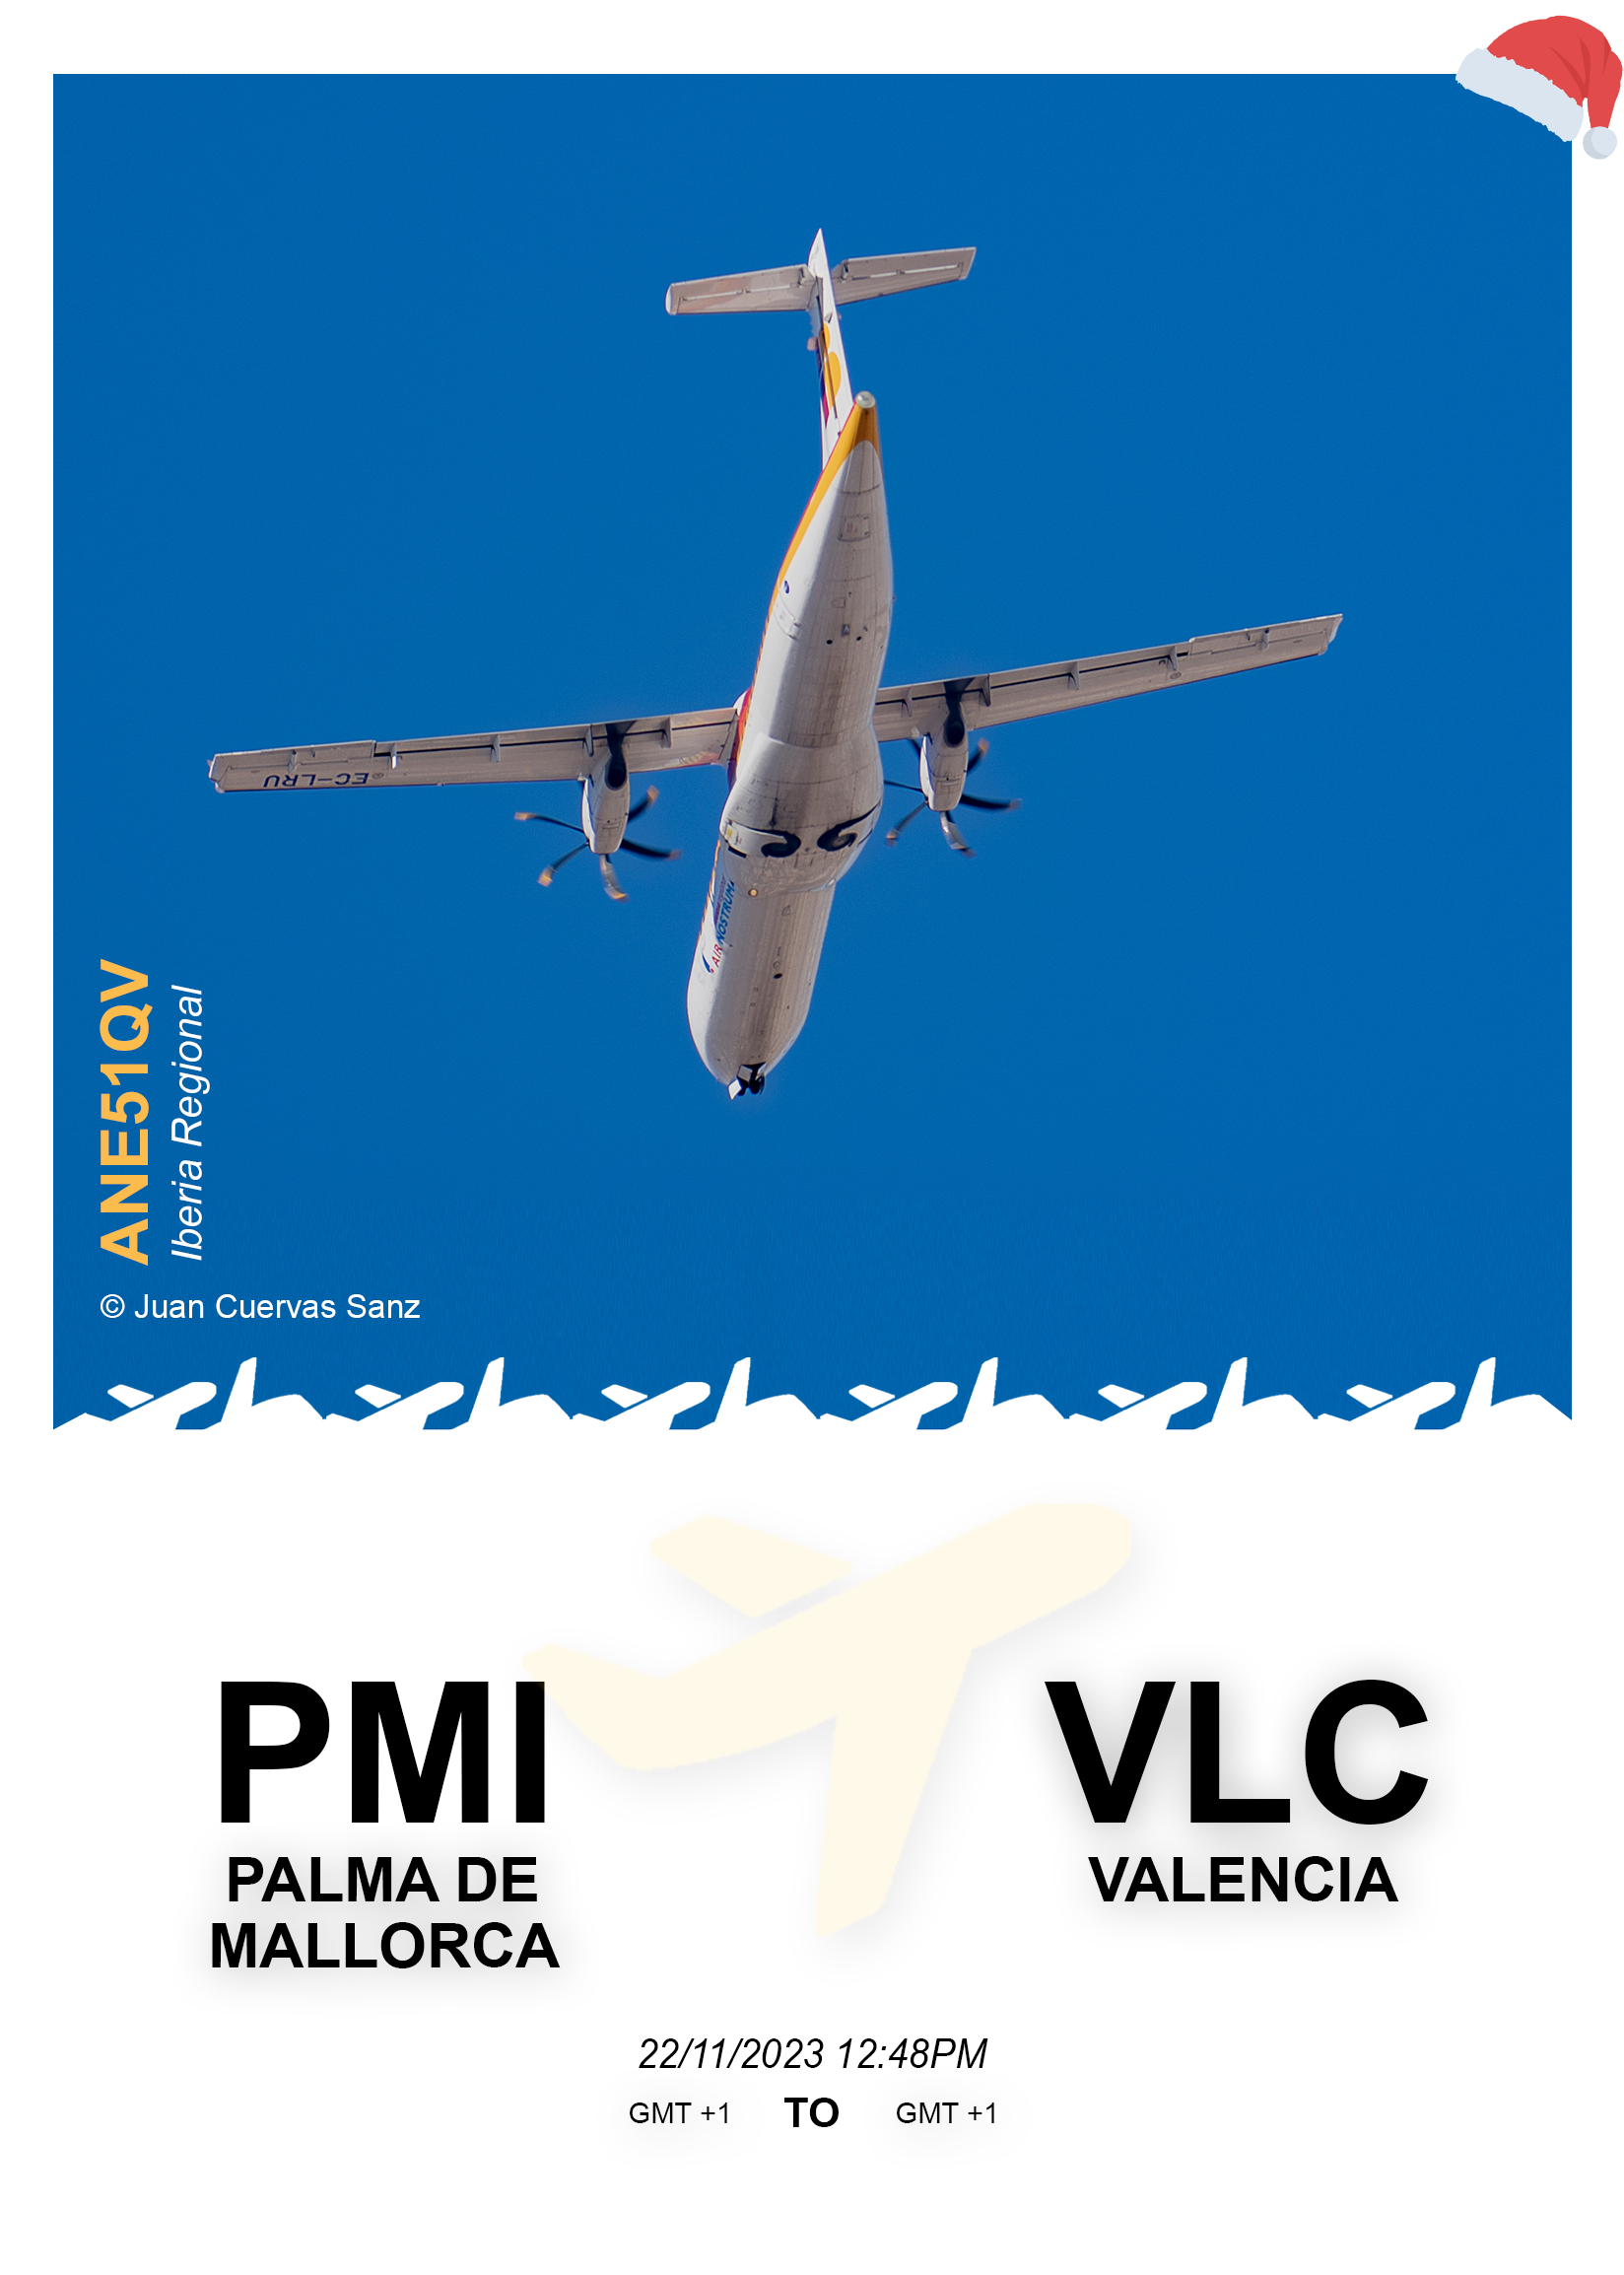 EC-LRU
AIR NOSTRUM
ANE51QV
Iberia Regional
© Juan Cuervas Sanz
PMI
PALMA DE
MALLORCA
VLC
VALENCIA
22/11/2023 12:48PM
GMT +1 TO GMT +1